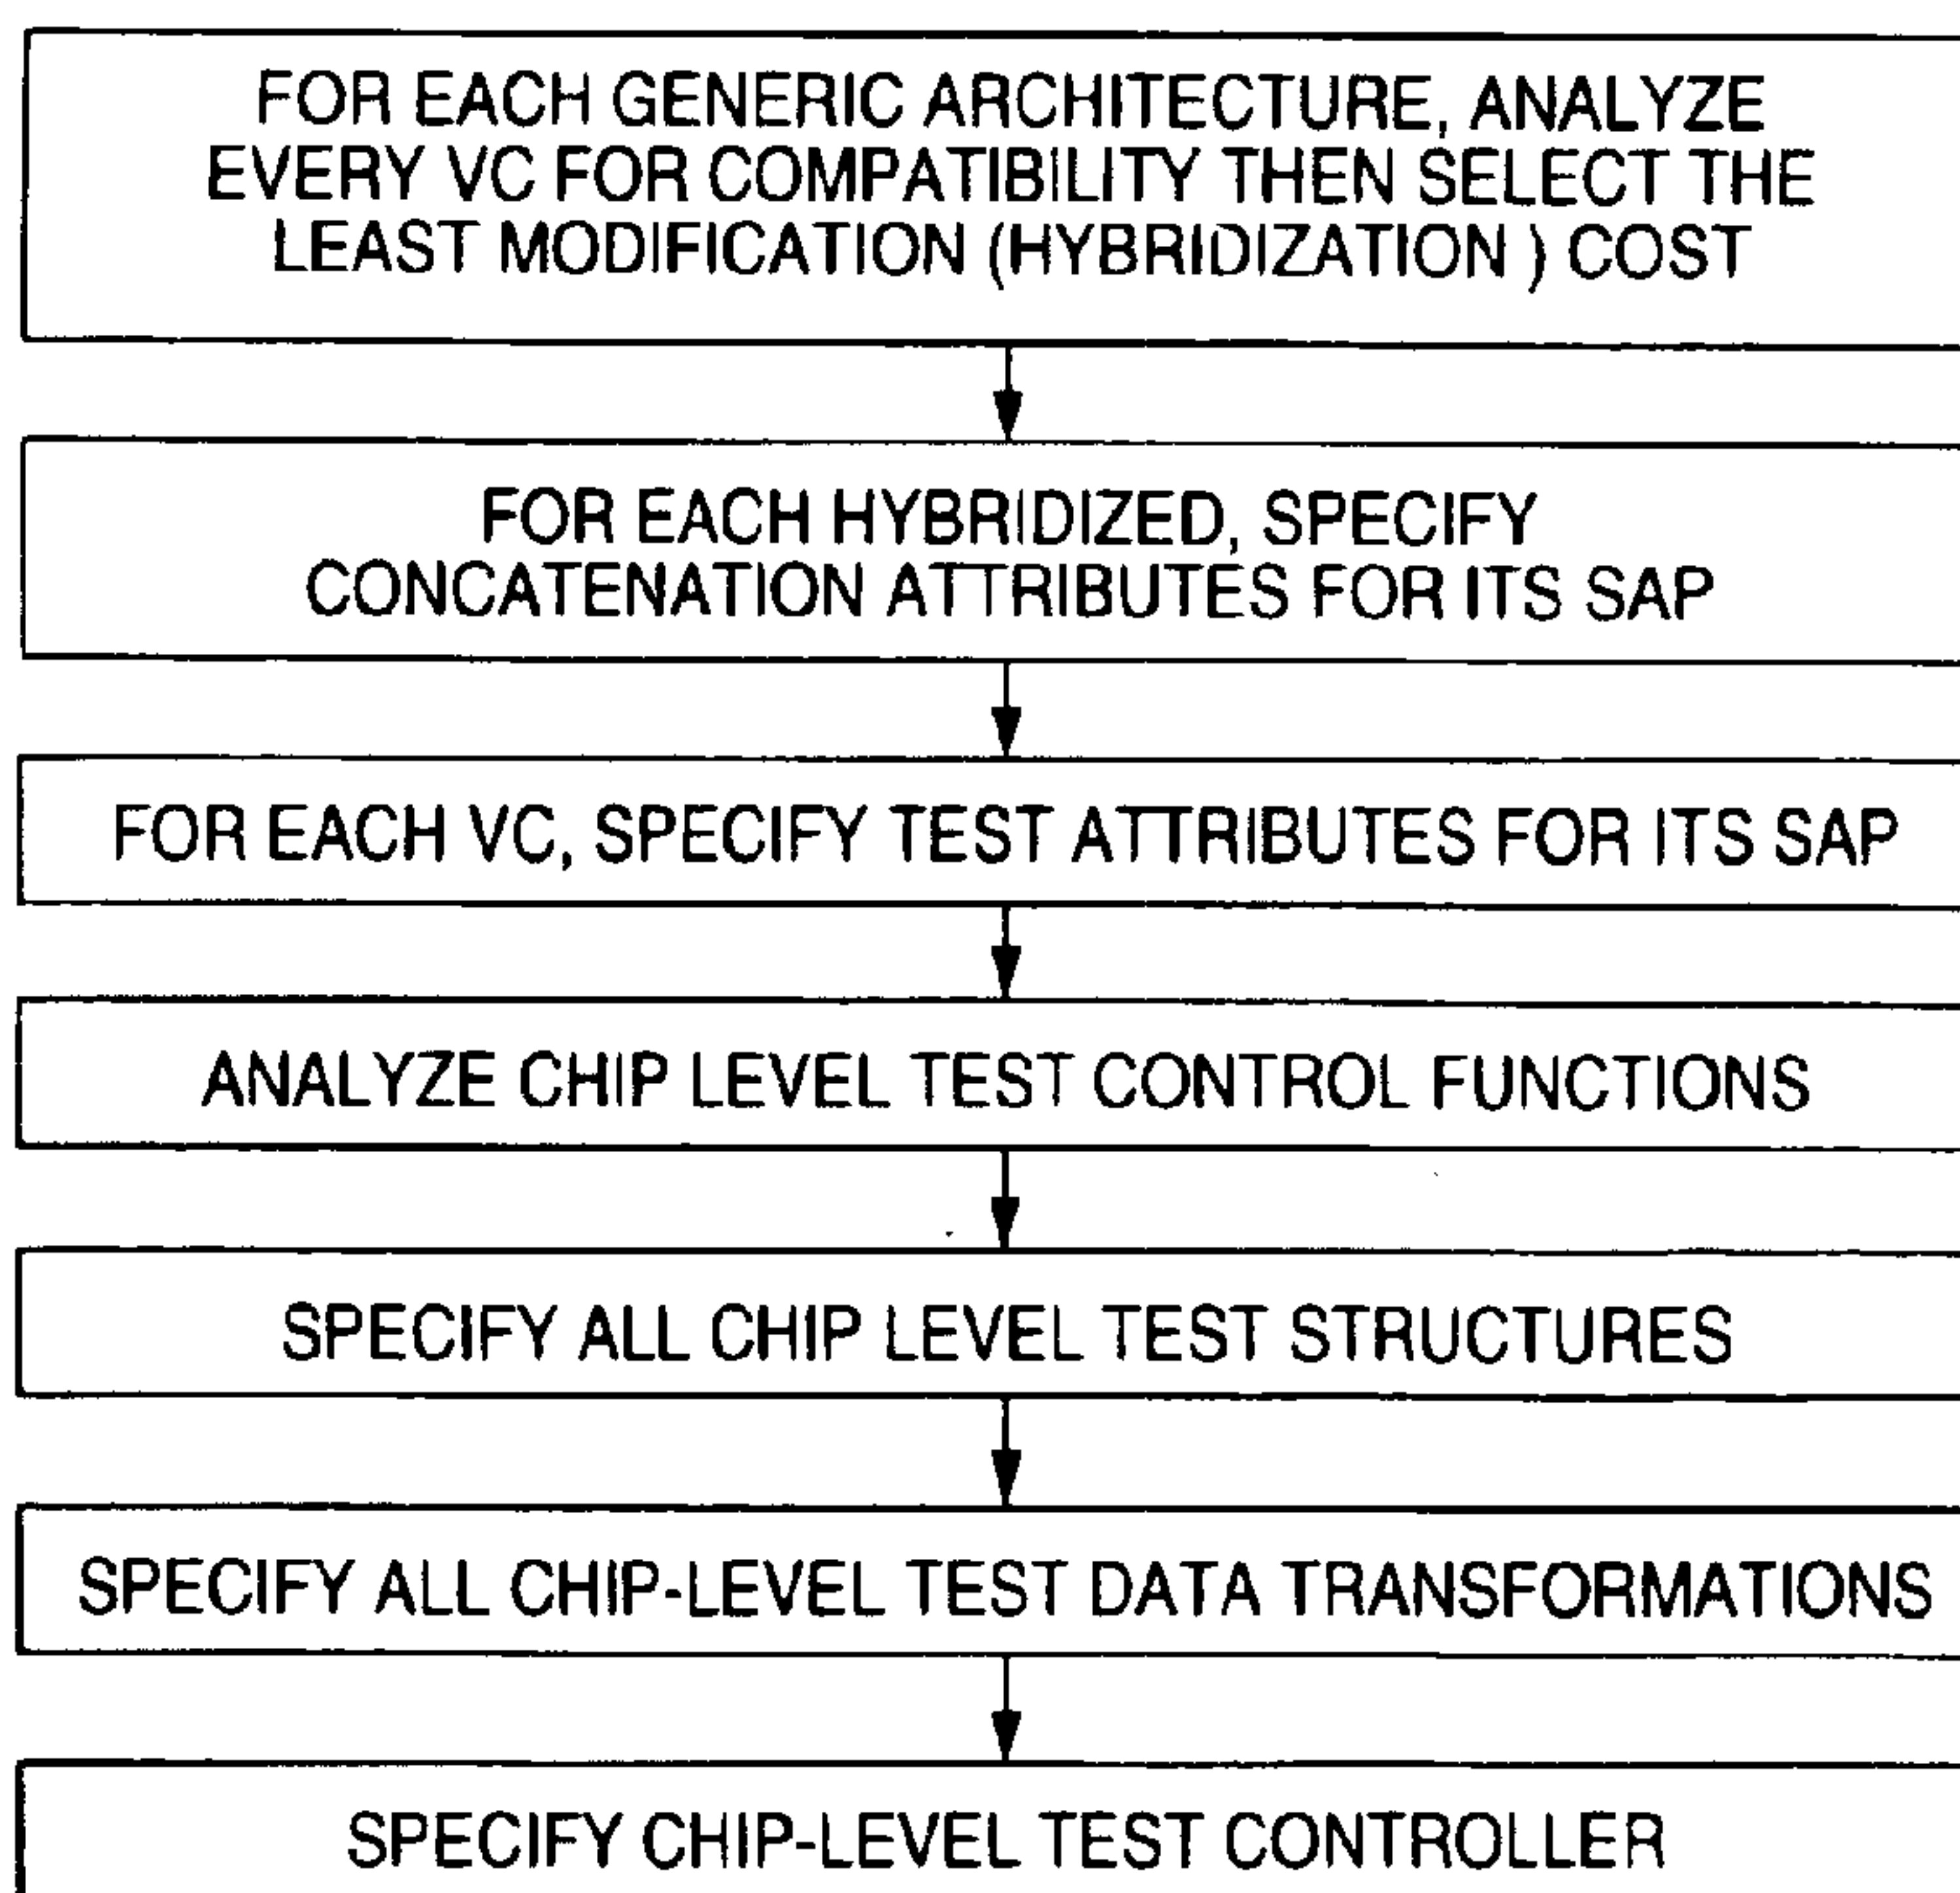 FOR EACH GENERIC ARCHITECTURE, ANALYZE
EVERY VC FOR COMPATIBILITY THEN SELECT THE
LEAST MODIFICATION (HYBRIDIZATION ) COST
FOR EACH HYBRIDIZED, SPECIFY
CONCATENATION ATTRIBUTES FOR ITS SAP
FOR EACH VC, SPECIFY TEST ATTRIBUTES FOR ITS SAP
ANALYZE CHIP LEVEL TEST CONTROL FUNCTIONS
SPECIFY ALL CHIP LEVEL TEST STRUCTURES
SPECIFY ALL CHIP-LEVEL TEST DATA TRANSFORMATIONS
SPECIFY CHIP-LEVEL TEST CONTROLLER